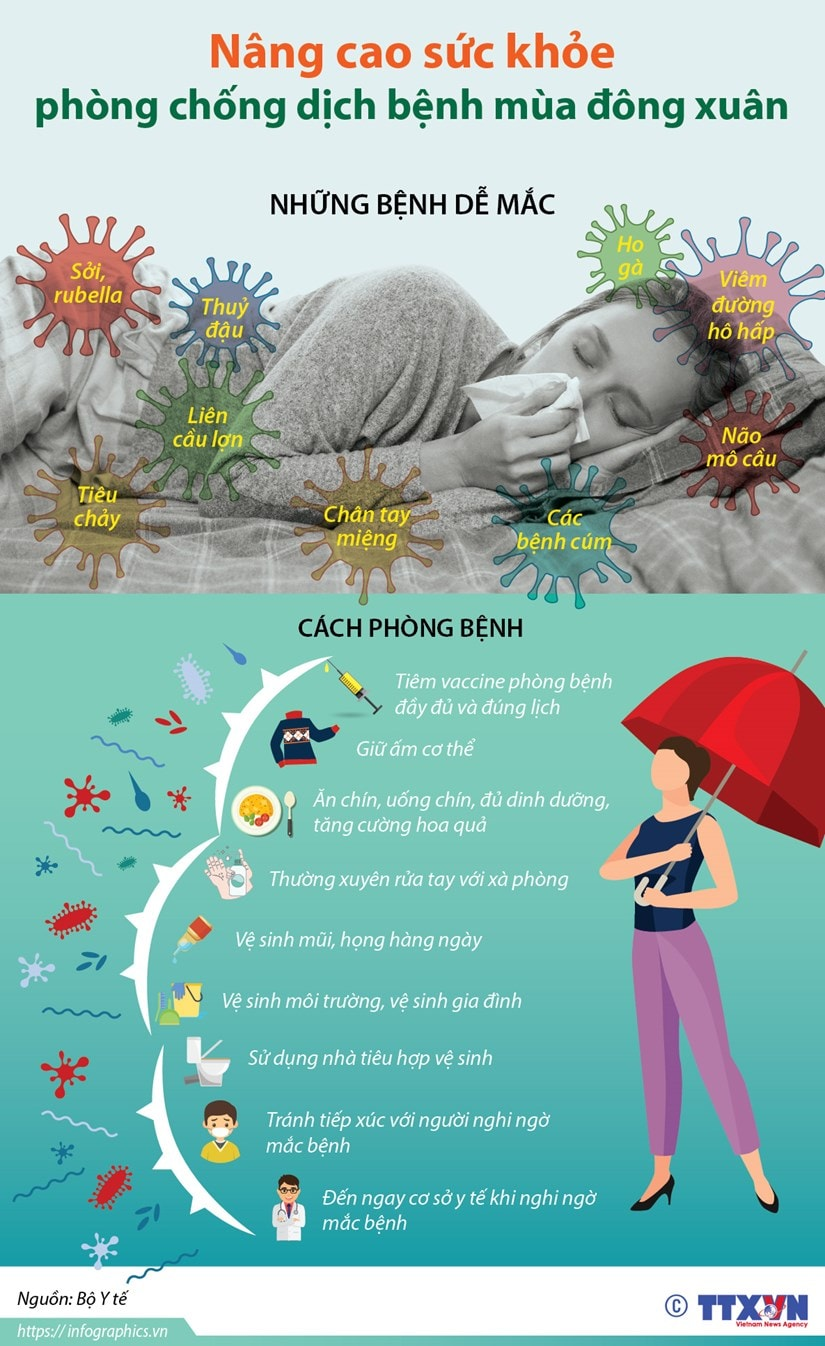 Nâng cao sức khỏe
phòng chống dịch bệnh mùa đông xuân
NHỮNG BỆNH DỄ MẮC
Sởi,
rubella
Thuỷ
đậu
Ho
gà
Viêm
đường
hô hấp
Liên
cầu lợn
Não
mô cầu
Tiêu
chảy
Chân tay
miệng
Các
bệnh cúm
CÁCH PHÒNG BỆNH
Tiêm vaccine phòng bệnh
đầy đủ và đúng lịch
Giữ ấm cơ thể
Ăn chín, uống chín, đủ dinh dưỡng,
tăng cường hoa quả
Thường xuyên rửa tay với xà phòng
Vệ sinh mũi, họng hàng ngày
Vệ sinh môi trường, vệ sinh gia đình
Sử dụng nhà tiêu hợp vệ sinh
Tránh tiếp xúc với người nghi ngờ
mắc bệnh
Đến ngay cơ sở y tế khi nghi ngờ
mắc bệnh
Nguồn: Bộ Y tế
© TTXVN
Vietnam News Agency
https://infographics.vn